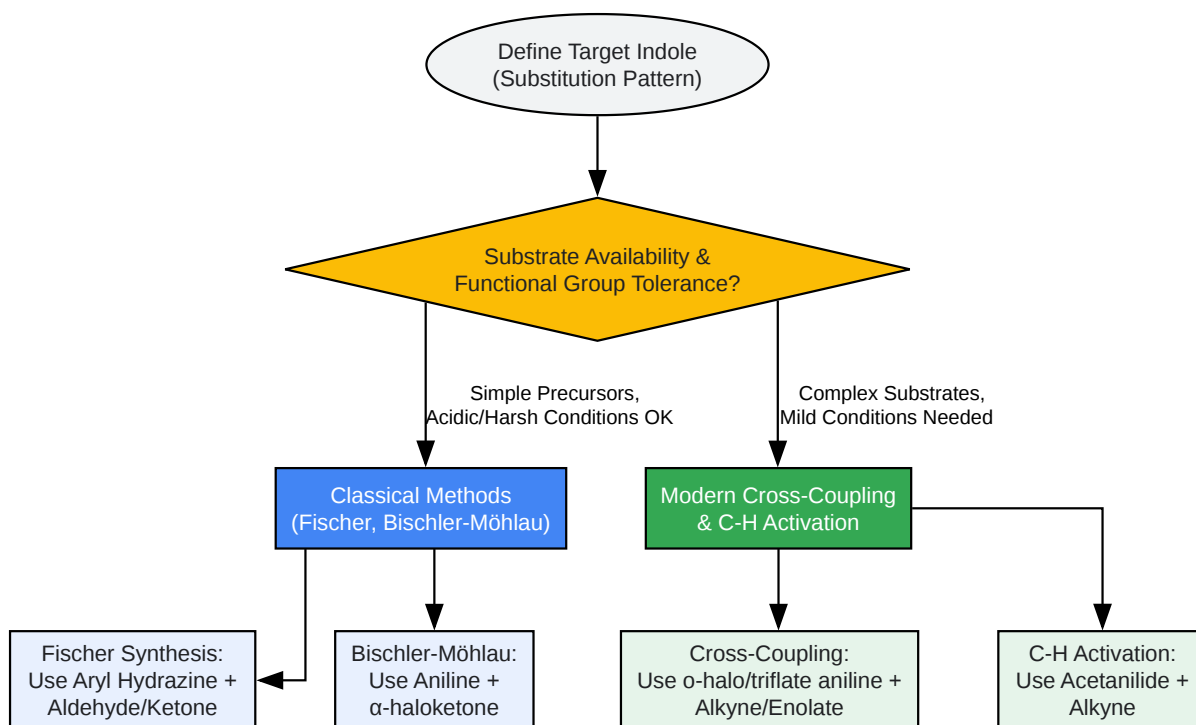 Define Target Indole
(Substitution Pattern)
Substrate Availability &
Functional Group Tolerance?
Simple Precursors,
Acidic/Harsh Conditions OK
Complex Substrates,
Mild Conditions Needed
Classical Methods
(Fischer, Bischler-Möhlau)
Modern Cross-Coupling
& C-H Activation
Fischer Synthesis:
Use Aryl Hydrazine +
Aldehyde/Ketone
Bischler-Möhlau:
Use Aniline +
α-haloketone
Cross-Coupling:
Use o-halo/triflate aniline +
Alkyne/Enolate
C-H Activation:
Use Acetanilide +
Alkyne